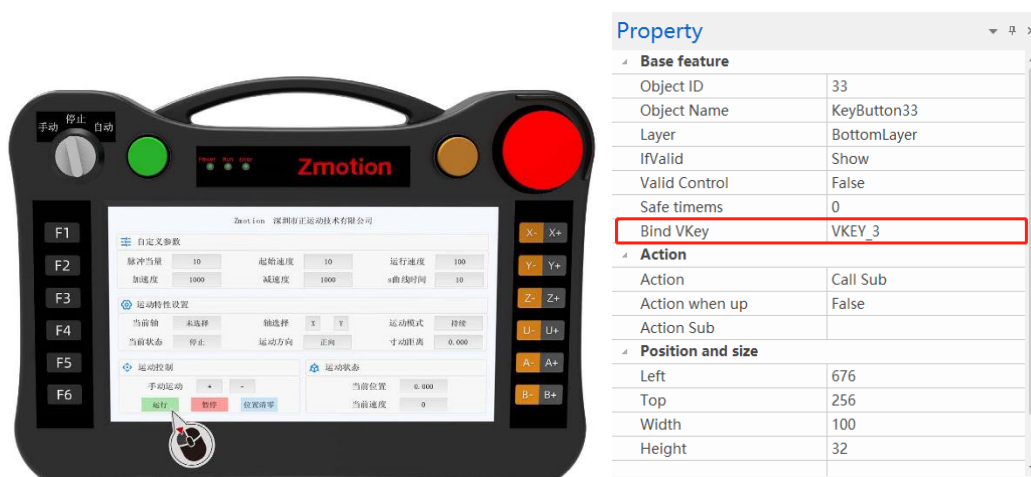 停止
手动
自动
Power Run Error
Zmotion
F1
F2
F3
F4
F5
F6
X- X+
Y- Y+
Z- Z+
U- U+
A- A+
B- B+
Zmotion 深圳市正运动技术有限公司
自定义参数
脉冲当量 10 起始速度 10 运行速度 100
加速度 1000 减速度 1000 s曲线时间 10
运动特性设置
当前轴 未选择 轴选择 X Y 运动模式 持续
当前状态 停止 运动方向 正向 寸动距离 0.000
运动控制
手动运动 + -
运行 暂停 位置清零
运动状态
当前位置 0.000
当前速度 0
Property
Base feature
Object ID 33
Object Name KeyButton33
Layer BottomLayer
IfValid Show
Valid Control False
Safe timems 0
Bind VKey VKEY_3
Action
Action Call Sub
Action when up False
Action Sub
Position and size
Left 676
Top 256
Width 100
Height 32